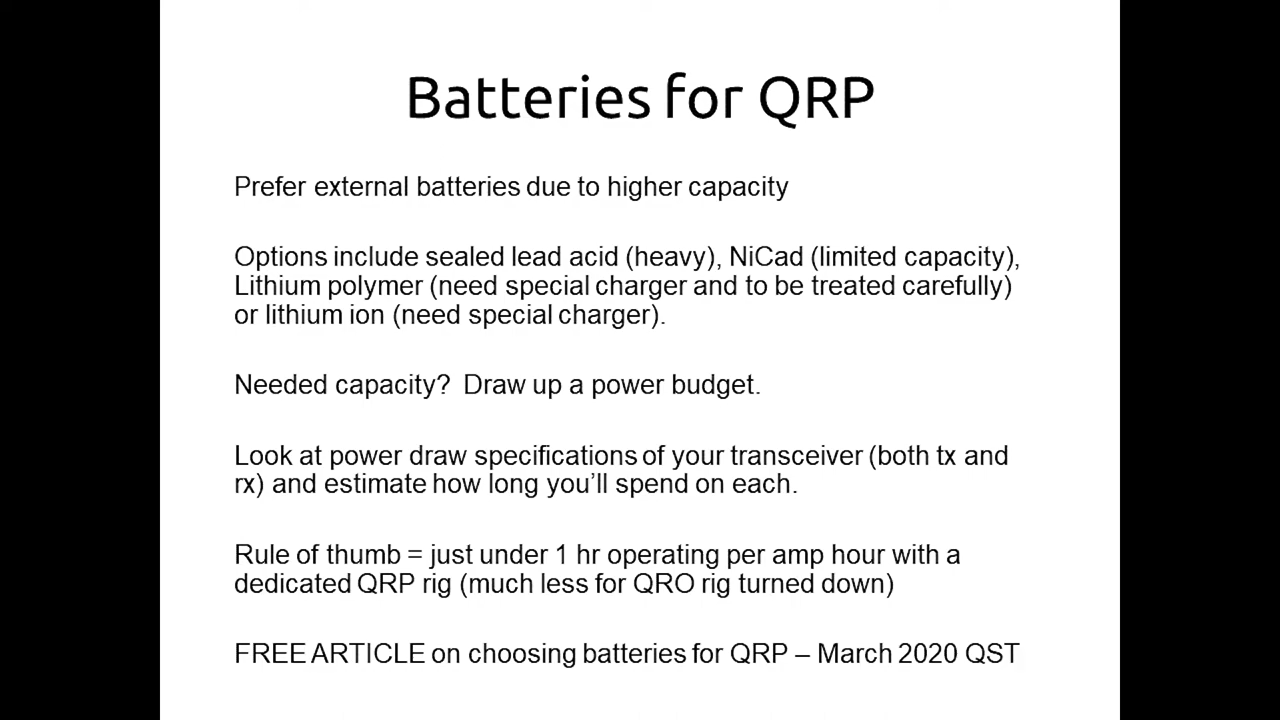 Batteries for QRP
Prefer external batteries due to higher capacity
Options include sealed lead acid (heavy), NiCad (limited capacity),
Lithium polymer (need special charger and to be treated carefully)
or lithium ion (need special charger).
Needed capacity?  Draw up a power budget.
Look at power draw specifications of your transceiver (both tx and
rx) and estimate how long you’ll spend on each.
Rule of thumb = just under 1 hr operating per amp hour with a
dedicated QRP rig (much less for QRO rig turned down)
FREE ARTICLE on choosing batteries for QRP – March 2020 QST